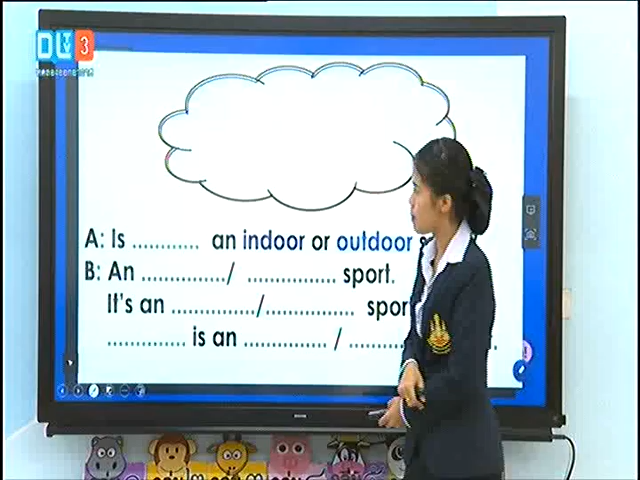 DLTV 3
A: Is ........... an indoor or outdoor
B: An .............. / ............... sport.
It's an .............. / ............... spor
.............. is an .............. / .........